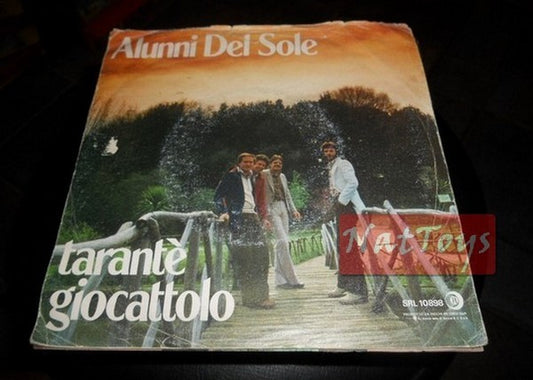 Alunni Del Sole
NatToys
tarantè
giocattolo
SRL 10898